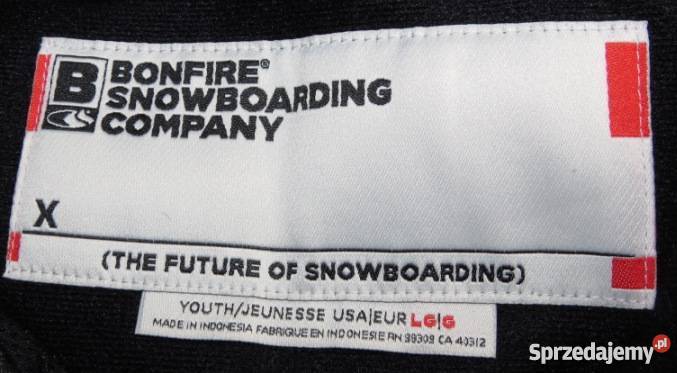 B BONFIRE®
SNOWBOARDING
COMPANY
X
(THE FUTURE OF SNOWBOARDING)
YOUTH/JEUNESSE USA|EUR LG|G
MADE IN INDONESIA FABRIQUE EN INDONESIE RN 99309 CA 40312
Sprzedajemy.pl